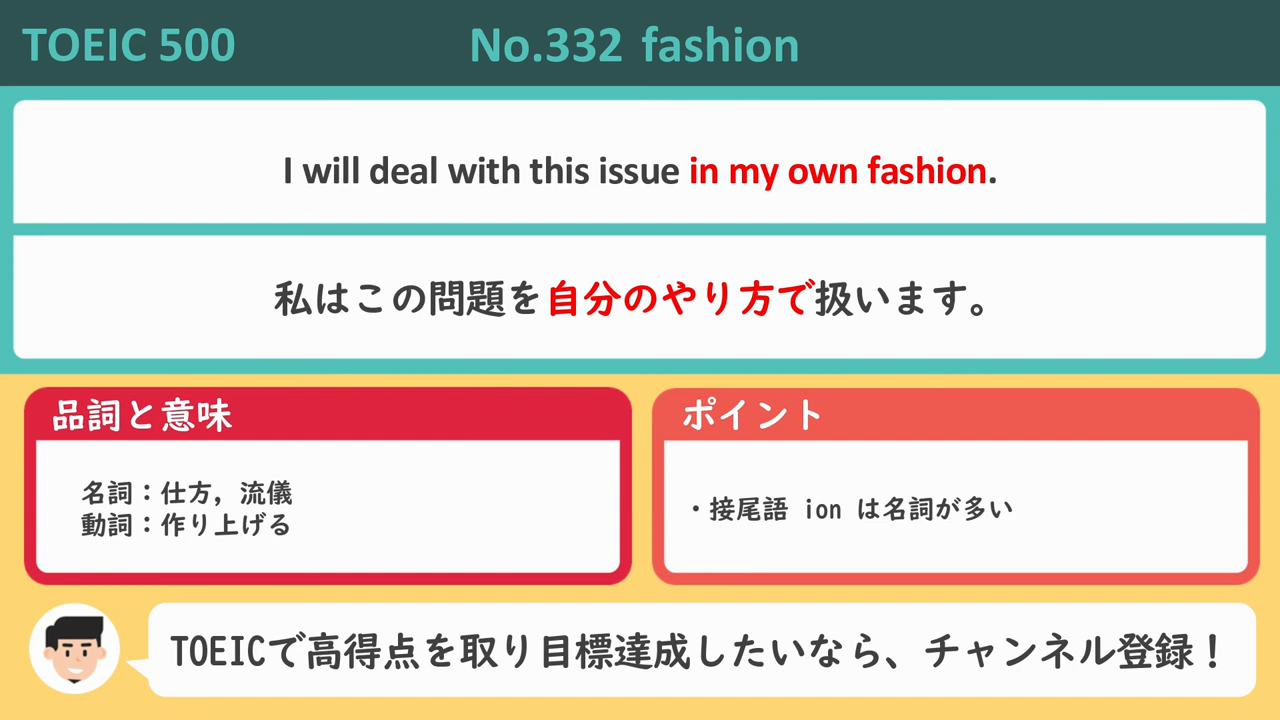 TOEIC 500
No.332 fashion
I will deal with this issue in my own fashion.
私はこの問題を自分のやり方で扱います。
品詞と意味
名詞：仕方，流儀
動詞：作り上げる
ポイント
・接尾語 ion は名詞が多い
TOEICで高得点を取り目標達成したいなら、チャンネル登録！